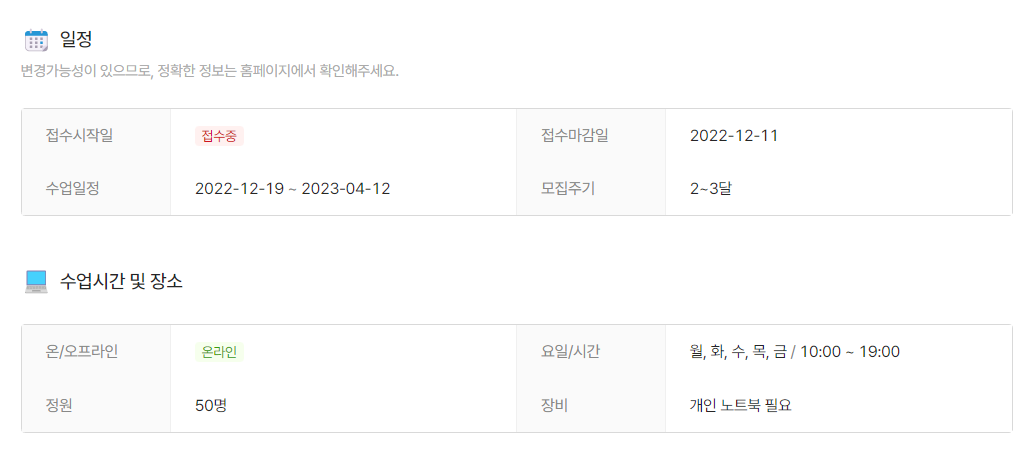 일정
변경가능성이 있으므로, 정확한 정보는 홈페이지에서 확인해주세요.
접수시작일 접수중 접수마감일 2022-12-11
수업일정 2022-12-19 ~ 2023-04-12 모집주기 2~3달
수업시간 및 장소
온/오프라인 온라인 요일/시간 월, 화, 수, 목, 금 / 10:00 ~ 19:00
정원 50명 장비 개인 노트북 필요